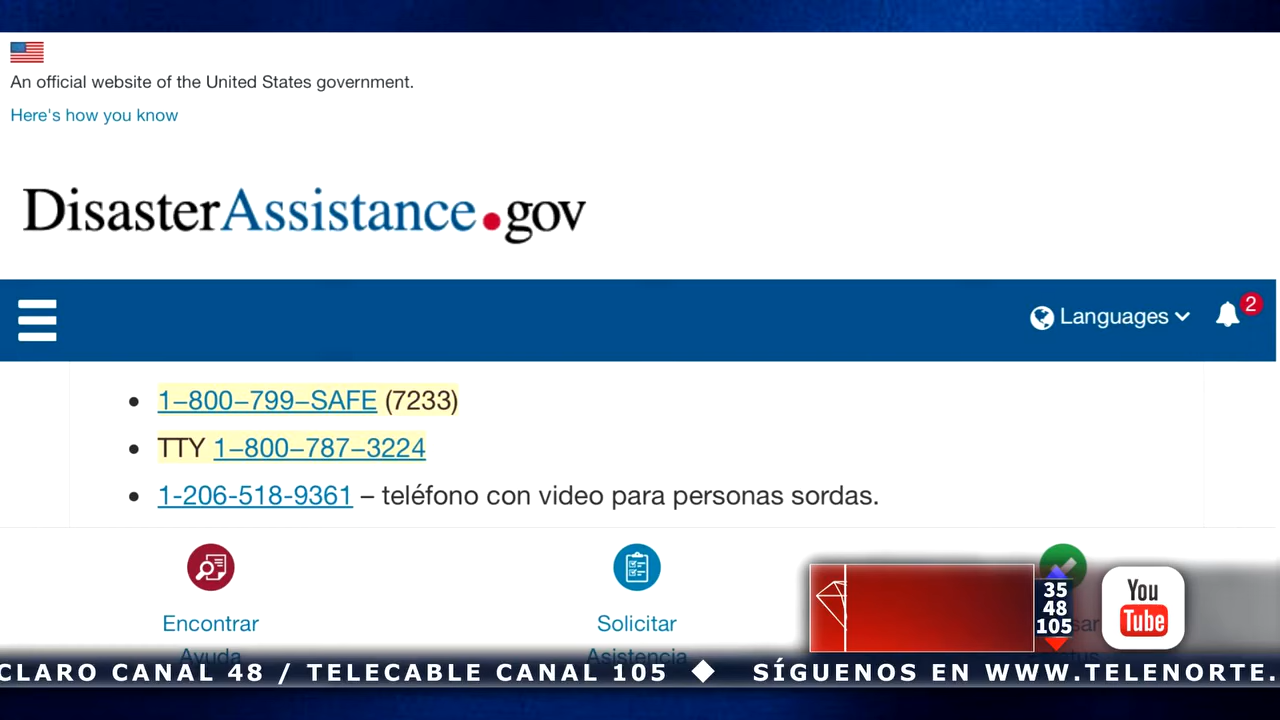 An official website of the United States government.
Here's how you know
DisasterAssistance.gov
Languages
2
1–800–799–SAFE (7233)
TTY 1–800–787–3224
1-206-518-9361 – teléfono con video para personas sordas.
Encontrar
Ayuda
Solicitar
Asistencia
35
48
105
You
Tube
CLARO CANAL 48 / TELECABLE CANAL 105 ◆ SÍGUENOS EN WWW.TELENORTE.